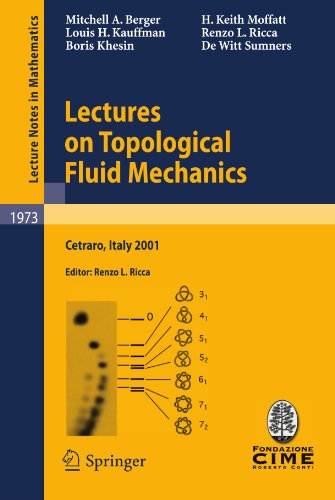 Mitchell A. Berger
Louis H. Kauffman
Boris Khesin
H. Keith Moffatt
Renzo L. Ricca
De Witt Sumners
Lecture Notes in Mathematics
1973
Lectures
on Topological
Fluid Mechanics
Cetraro, Italy 2001
Editor: Renzo L. Ricca
0
3₁
4₁
5₁
5₂
6₁
7₁
7₂
Springer
FONDAZIONE
CIME
ROBERTO CONTI